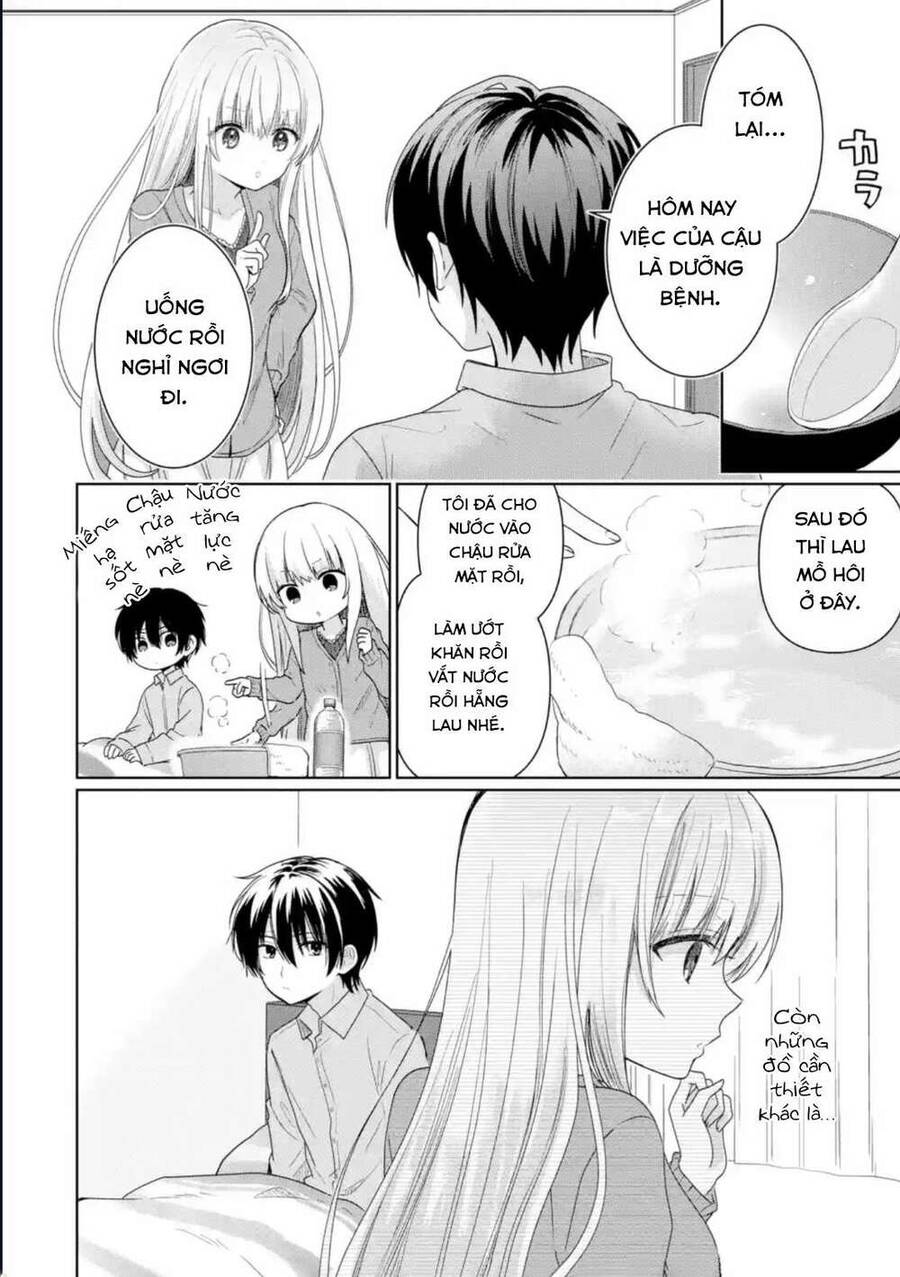 TÓM
LẠI...
HÔM NAY
VIỆC CỦA CẬU
LÀ DƯỠNG
BỆNH.
カラ
UỐNG
NƯỚC RỒI
NGHỈ NGƠI
ĐI.
SAU ĐÓ
THÌ LAU
MỒ HÔI
Ở ĐÂY.
TÔI ĐÃ CHO
NƯỚC VÀO
CHẬU RỬA
MẶT RỒI,
LÀM ƯỚT
KHĂN RỒI
VẮT NƯỚC
RỒI HẴNG
LAU NHÉ.
Nước
tăng
lực
nè
Chậu
rửa
mặt
nè
Miếng
hạ
sốt
nè
Còn
những
đồ cần
thiết
khác là...